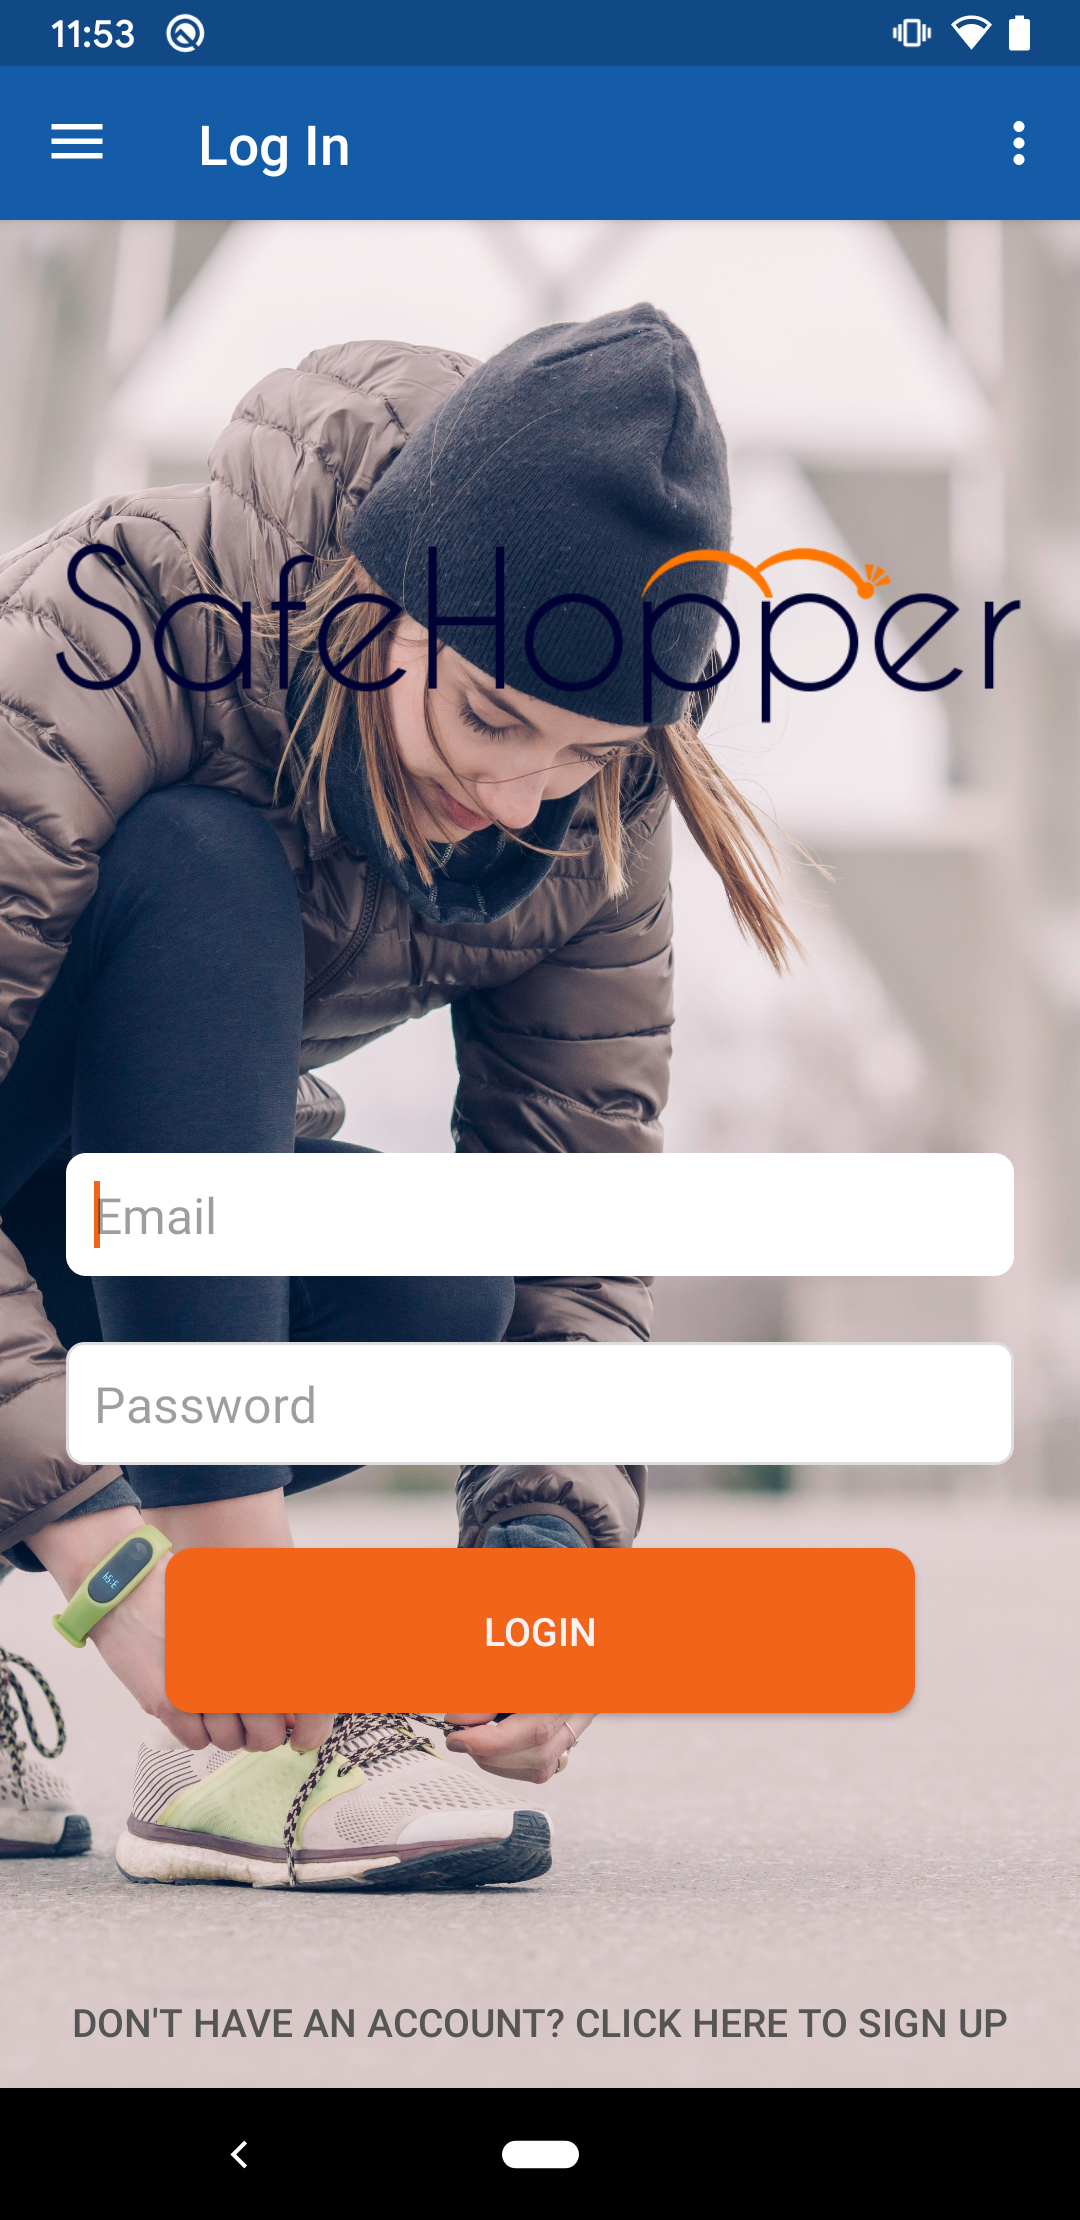 11:53
Log In
SafeHopper
Email
Password
LOGIN
DON'T HAVE AN ACCOUNT? CLICK HERE TO SIGN UP